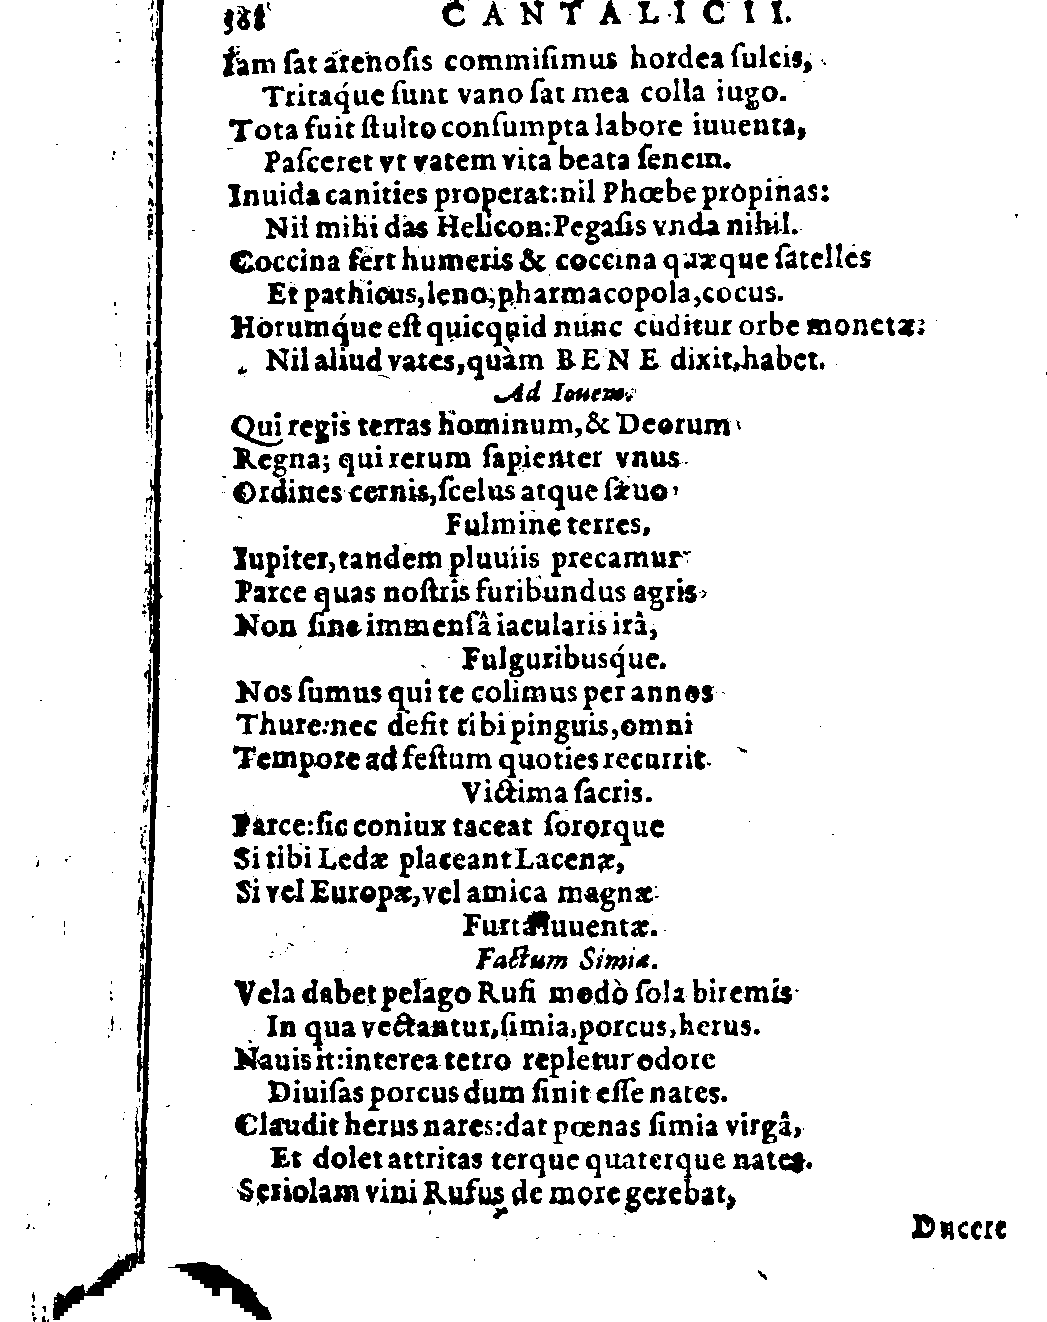 CANTALICII.
Iam ſat arenoſis commiſimus hordea ſulcis,
Tritaq́ue ſunt vano ſat mea colla iugo.
Tota fuit ſtulto conſumpta labore iuuenta,
Paſceret vt vatem vita beata ſenem.
Inuida canities properat:nil Phœbe propinas:
Nil mihi das Helicon:Pegaſis vnda nihil.
Coccina fert humeris & coccina quæque ſatelles
Et pathicus,leno,pharmacopola,cocus.
Horumq́ue eſt quicquid nunc cuditur orbe monetæ:
Nil aliud vates,quàm BENE dixit,habet.
Ad Iouem.
Qui regis terras hominum,& Deorum
Regna; qui rerum ſapienter vnus
Ordines cernis,ſcelus atque ſæuo
Fulmine terres,
Iupiter,tandem pluuiis precamur
Parce quas noſtris furibundus agris
Non ſine immenſâ iacularis irâ,
Fulguribusq́ue.
Nos ſumus qui te colimus per annos
Thure:nec deſit tibi pinguis,omni
Tempore ad feſtum quoties recurrit
Victima ſacris.
Parce:ſic coniux taceat ſororque
Si tibi Ledæ placeant Lacenæ,
Si vel Europæ,vel amica magnæ
Furta Iuuentæ.
Factum Simiæ.
Vela dabet pelago Rufi modò ſola biremis
In qua vectantur,ſimia,porcus,herus.
Nauis it:interea tetro repletur odore
Diuiſas porcus dum ſinit eſſe nates.
Claudit herus nares:dat pœnas ſimia virgâ,
Et dolet attritas terque quaterque nates.
Seriolam vini Rufus de more gerebat,
Ducere